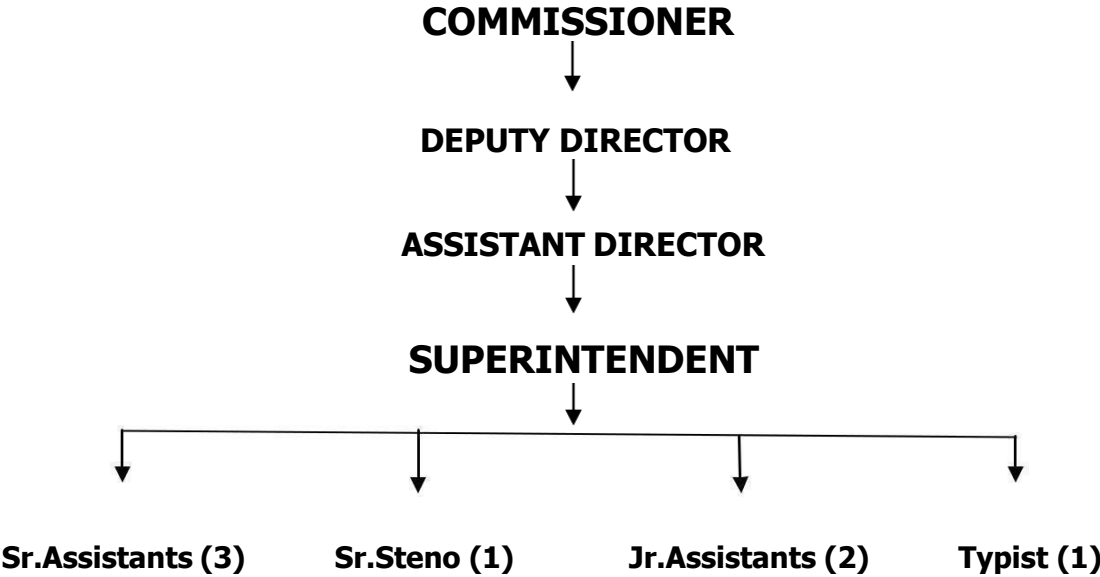 COMMISSIONER
DEPUTY DIRECTOR
ASSISTANT DIRECTOR
SUPERINTENDENT
Sr.Assistants (3) Sr.Steno (1) Jr.Assistants (2) Typist (1)